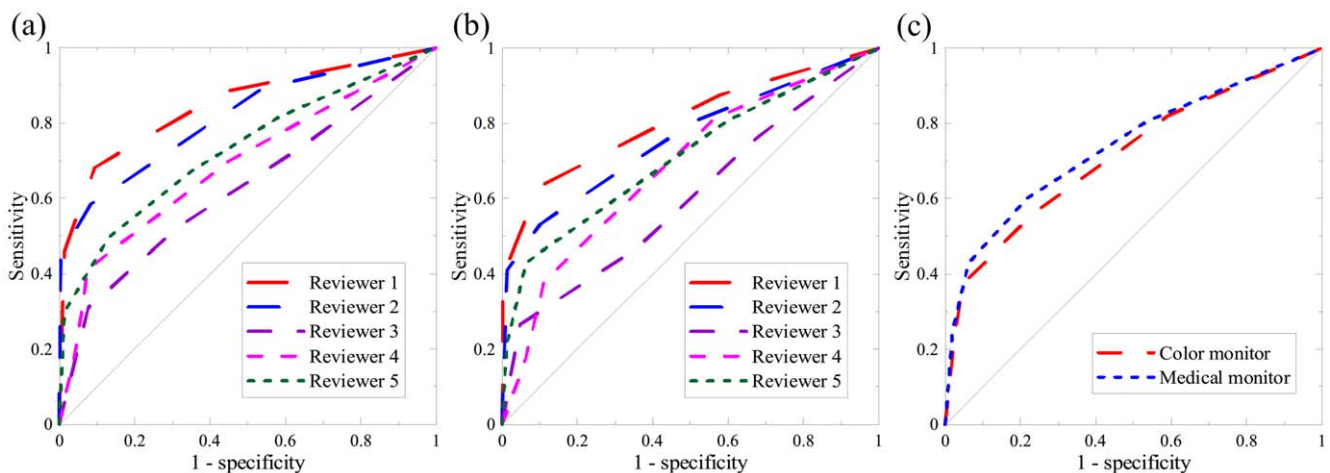 (a)
1
0.8
0.6
0.4
0.2
0
Sensitivity
0
0.2
0.4
0.6
0.8
1
1 - specificity
Reviewer 1
Reviewer 2
Reviewer 3
Reviewer 4
Reviewer 5
(b)
1
0.8
0.6
0.4
0.2
0
Sensitivity
0
0.2
0.4
0.6
0.8
1
1 - specificity
Reviewer 1
Reviewer 2
Reviewer 3
Reviewer 4
Reviewer 5
(c)
1
0.8
0.6
0.4
0.2
0
Sensitivity
0
0.2
0.4
0.6
0.8
1
1 - specificity
Color monitor
Medical monitor